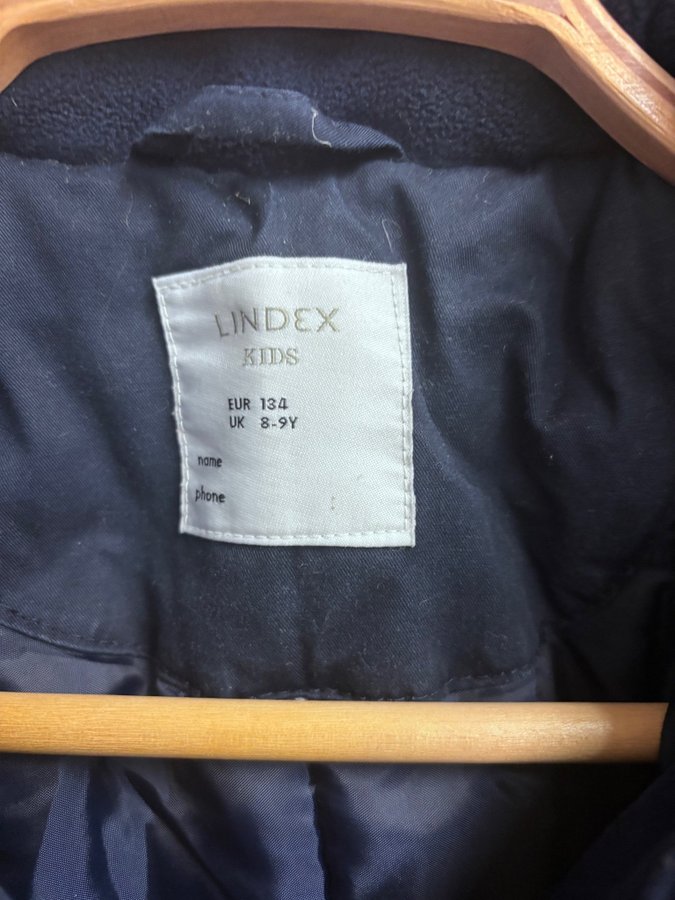 LINDEX
KIDS
EUR 134
UK 8-9Y
name
phone